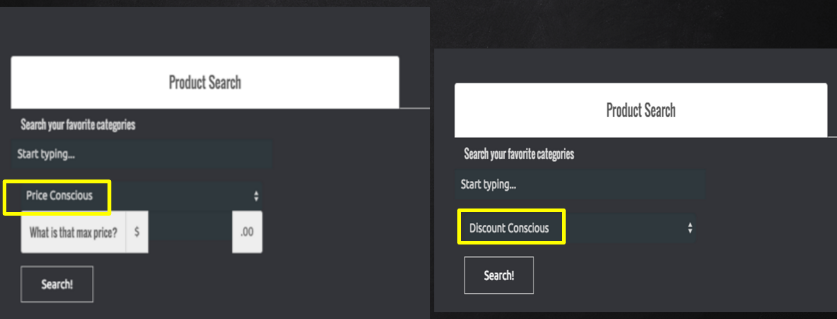 Product Search
Search your favorite categories
Start typing...
Price Conscious
What is that max price? $ .00
Search!
Product Search
Search your favorite categories
Start typing...
Discount Conscious
Search!